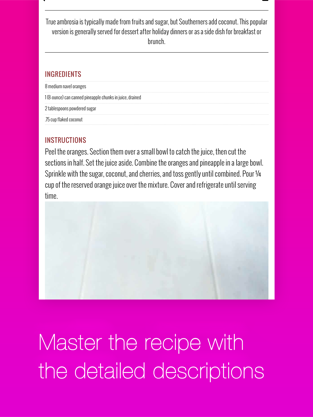 True ambrosia is typically made from fruits and sugar, but Southerners add coconut. This popular
version is generally served for dessert after holiday dinners or as a side dish for breakfast or
brunch.
INGREDIENTS
8 medium navel oranges
1 (8 ounce) can canned pineapple chunks in juice, drained
2 tablespoons powdered sugar
.75 cup flaked coconut
INSTRUCTIONS
Peel the oranges. Section them over a small bowl to catch the juice, then cut the
sections in half. Set the juice aside. Combine the oranges and pineapple in a large bowl.
Sprinkle with the sugar, coconut, and cherries, and toss gently until combined. Pour ¼
cup of the reserved orange juice over the mixture. Cover and refrigerate until serving
time.
Master the recipe with
the detailed descriptions